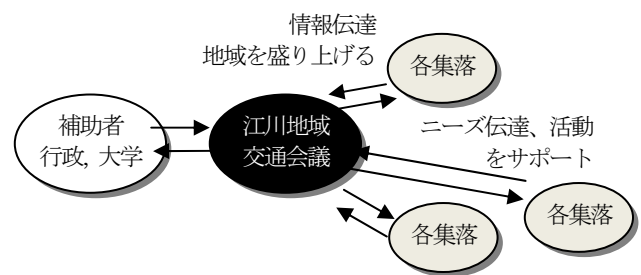 情報伝達
地域を盛り上げる
各集落
補助者
行政, 大学
江川地域
交通会議
ニーズ伝達、活動
をサポート
各集落
各集落